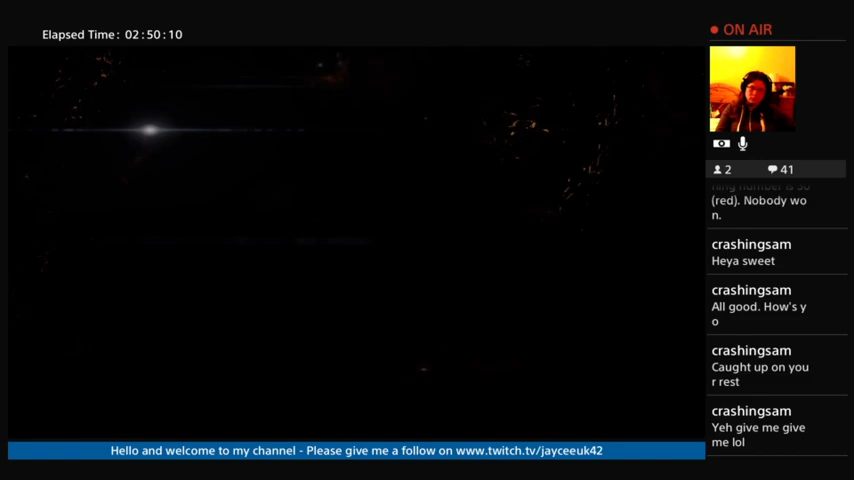 Elapsed Time: 02:50:10
ON AIR
2 41
(red). Nobody wo
n.
crashingsam
Heya sweet
crashingsam
All good. How's y
o
crashingsam
Caught up on you
r rest
crashingsam
Yeh give me give
me lol
Hello and welcome to my channel - Please give me a follow on www.twitch.tv/jayceeuk42